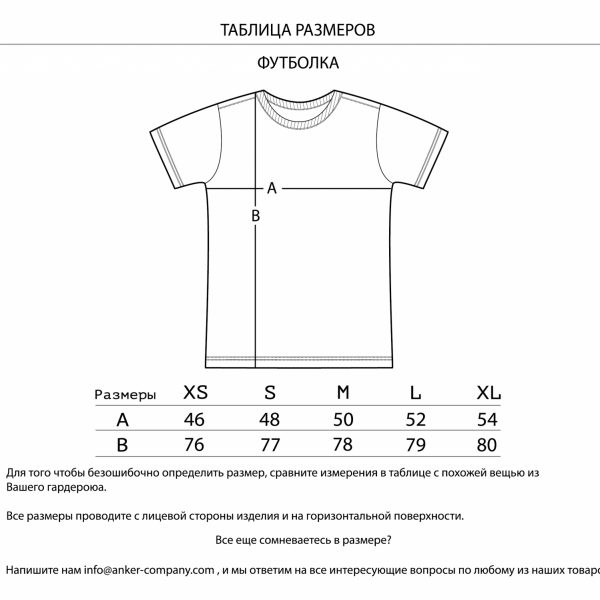 ТАБЛИЦА РАЗМЕРОВ
ФУТБОЛКА
A
B
Размеры XS S M L XL
A 46 48 50 52 54
B 76 77 78 79 80
Для того чтобы безошибочно определить размер, сравните измерения в таблице с похожей вещью из
Вашего гардероюа.
Все размеры проводите с лицевой стороны изделия и на горизонтальной поверхности.
Все еще сомневаетесь в размере?
Напишите нам info@anker-company.com , и мы ответим на все интересующие вопросы по любому из наших товаро